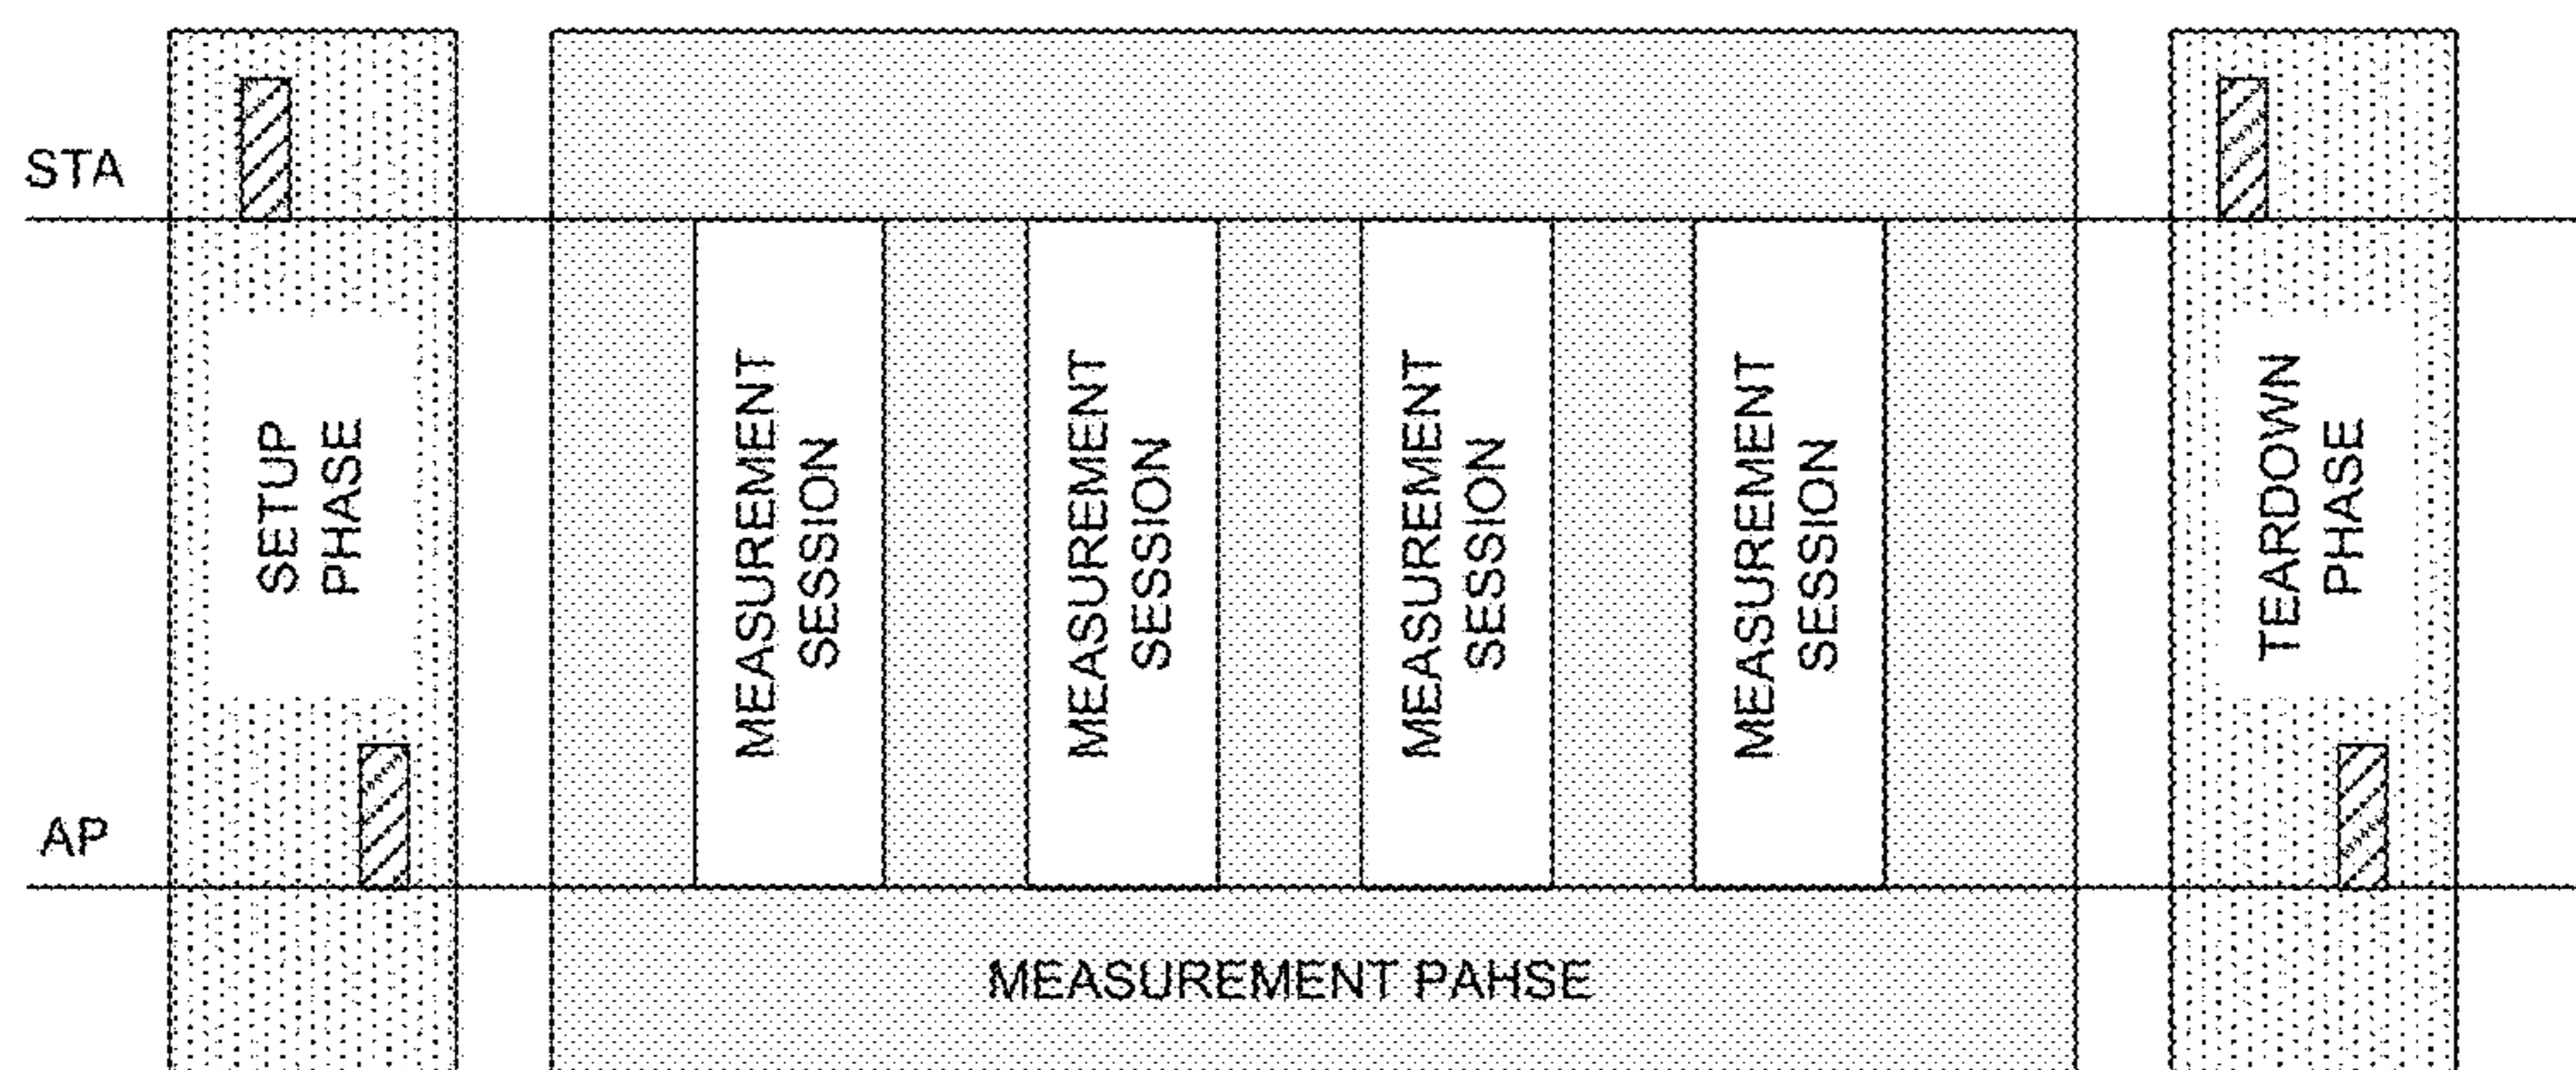 STA
AP
SETUP
PHASE
MEASUREMENT
SESSION
MEASUREMENT
SESSION
MEASUREMENT
SESSION
MEASUREMENT
SESSION
TEARDOWN
PHASE
MEASUREMENT PAHSE